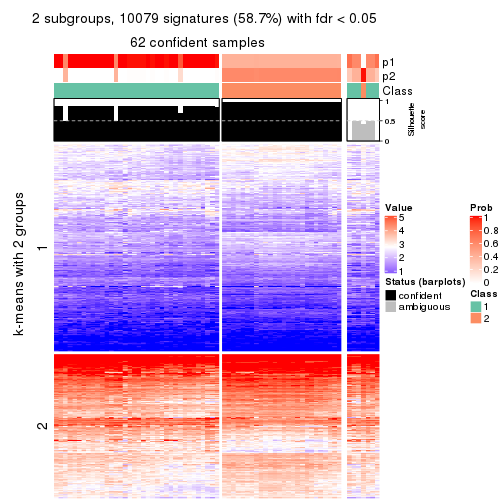 2 subgroups, 10079 signatures (58.7%) with fdr < 0.05
62 confident samples
p1
p2
Class
1
0.5
0
Silhouette
score
k-means with 2 groups
1
2
Value
5
4
3
2
1
Status (barplots)
confident
ambiguous
Prob
1
0.8
0.6
0.4
0.2
0
Class
1
2